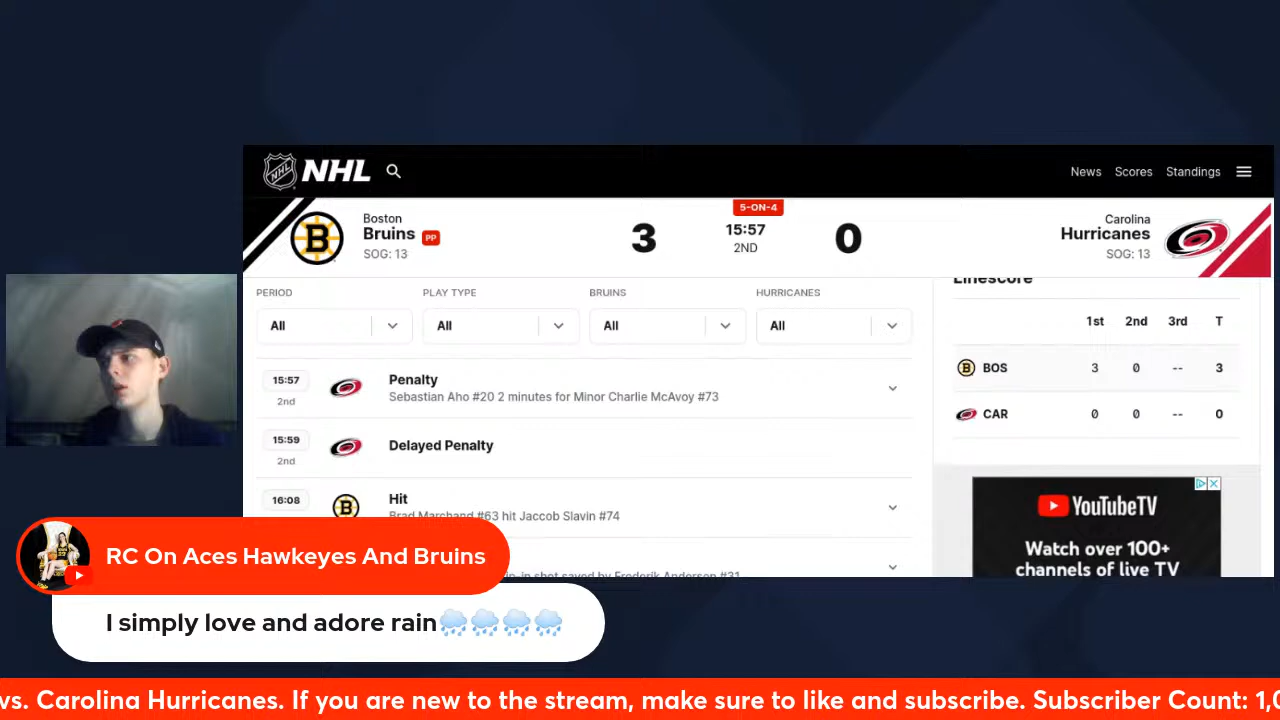 NHL
News Scores Standings
5-ON-4
Boston
Bruins PP
SOG: 13
3
15:57
2ND
0
Carolina
Hurricanes
SOG: 13
PERIOD PLAY TYPE BRUINS HURRICANES
All All All All
15:57
2nd
Penalty
Sebastian Aho #20 2 minutes for Minor Charlie McAvoy #73
15:59
2nd
Delayed Penalty
16:08
Hit
Brad Marchand #63 hit Jaccob Slavin #74
shot saved by Frederik Andersen #31
Linescore
1st 2nd 3rd T
BOS 3 0 -- 3
CAR 0 0 -- 0
YouTubeTV
Watch over 100+
channels of live TV
RC On Aces Hawkeyes And Bruins
I simply love and adore rain🌧️🌧️🌧️🌧️
vs. Carolina Hurricanes. If you are new to the stream, make sure to like and subscribe. Subscriber Count: 1,0